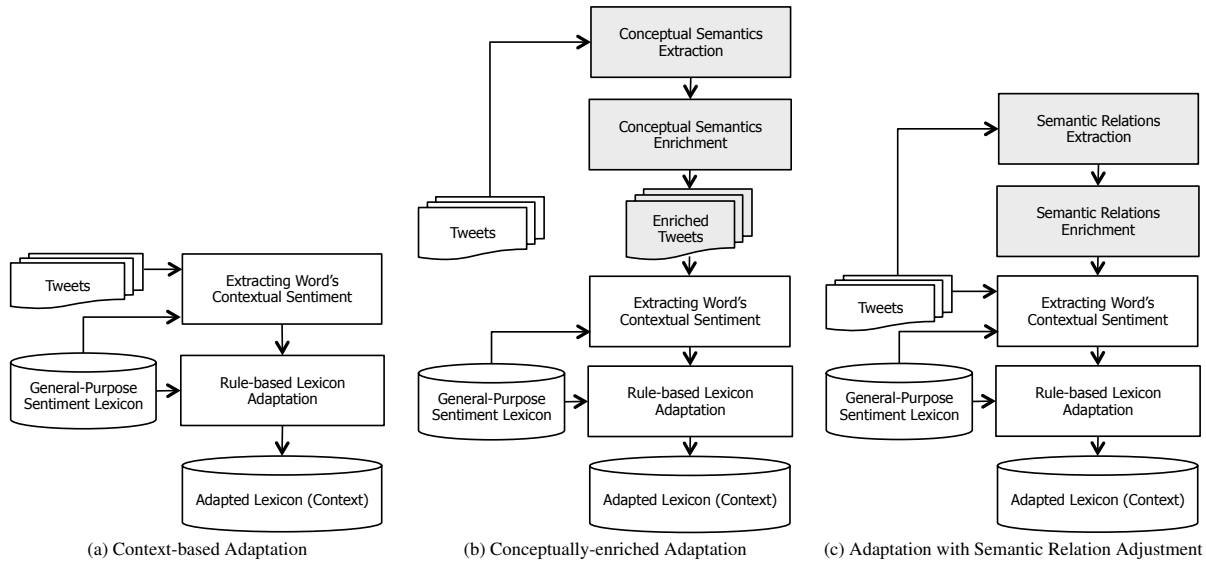 Tweets
Extracting Word's
Contextual Sentiment
General-Purpose
Sentiment Lexicon
Rule-based Lexicon
Adaptation
Adapted Lexicon (Context)
(a) Context-based Adaptation
Conceptual Semantics
Extraction
Conceptual Semantics
Enrichment
Tweets
Enriched
Tweets
Extracting Word's
Contextual Sentiment
General-Purpose
Sentiment Lexicon
Rule-based Lexicon
Adaptation
Adapted Lexicon (Context)
(b) Conceptually-enriched Adaptation
Semantic Relations
Extraction
Semantic Relations
Enrichment
Tweets
Extracting Word's
Contextual Sentiment
General-Purpose
Sentiment Lexicon
Rule-based Lexicon
Adaptation
Adapted Lexicon (Context)
(c) Adaptation with Semantic Relation Adjustment